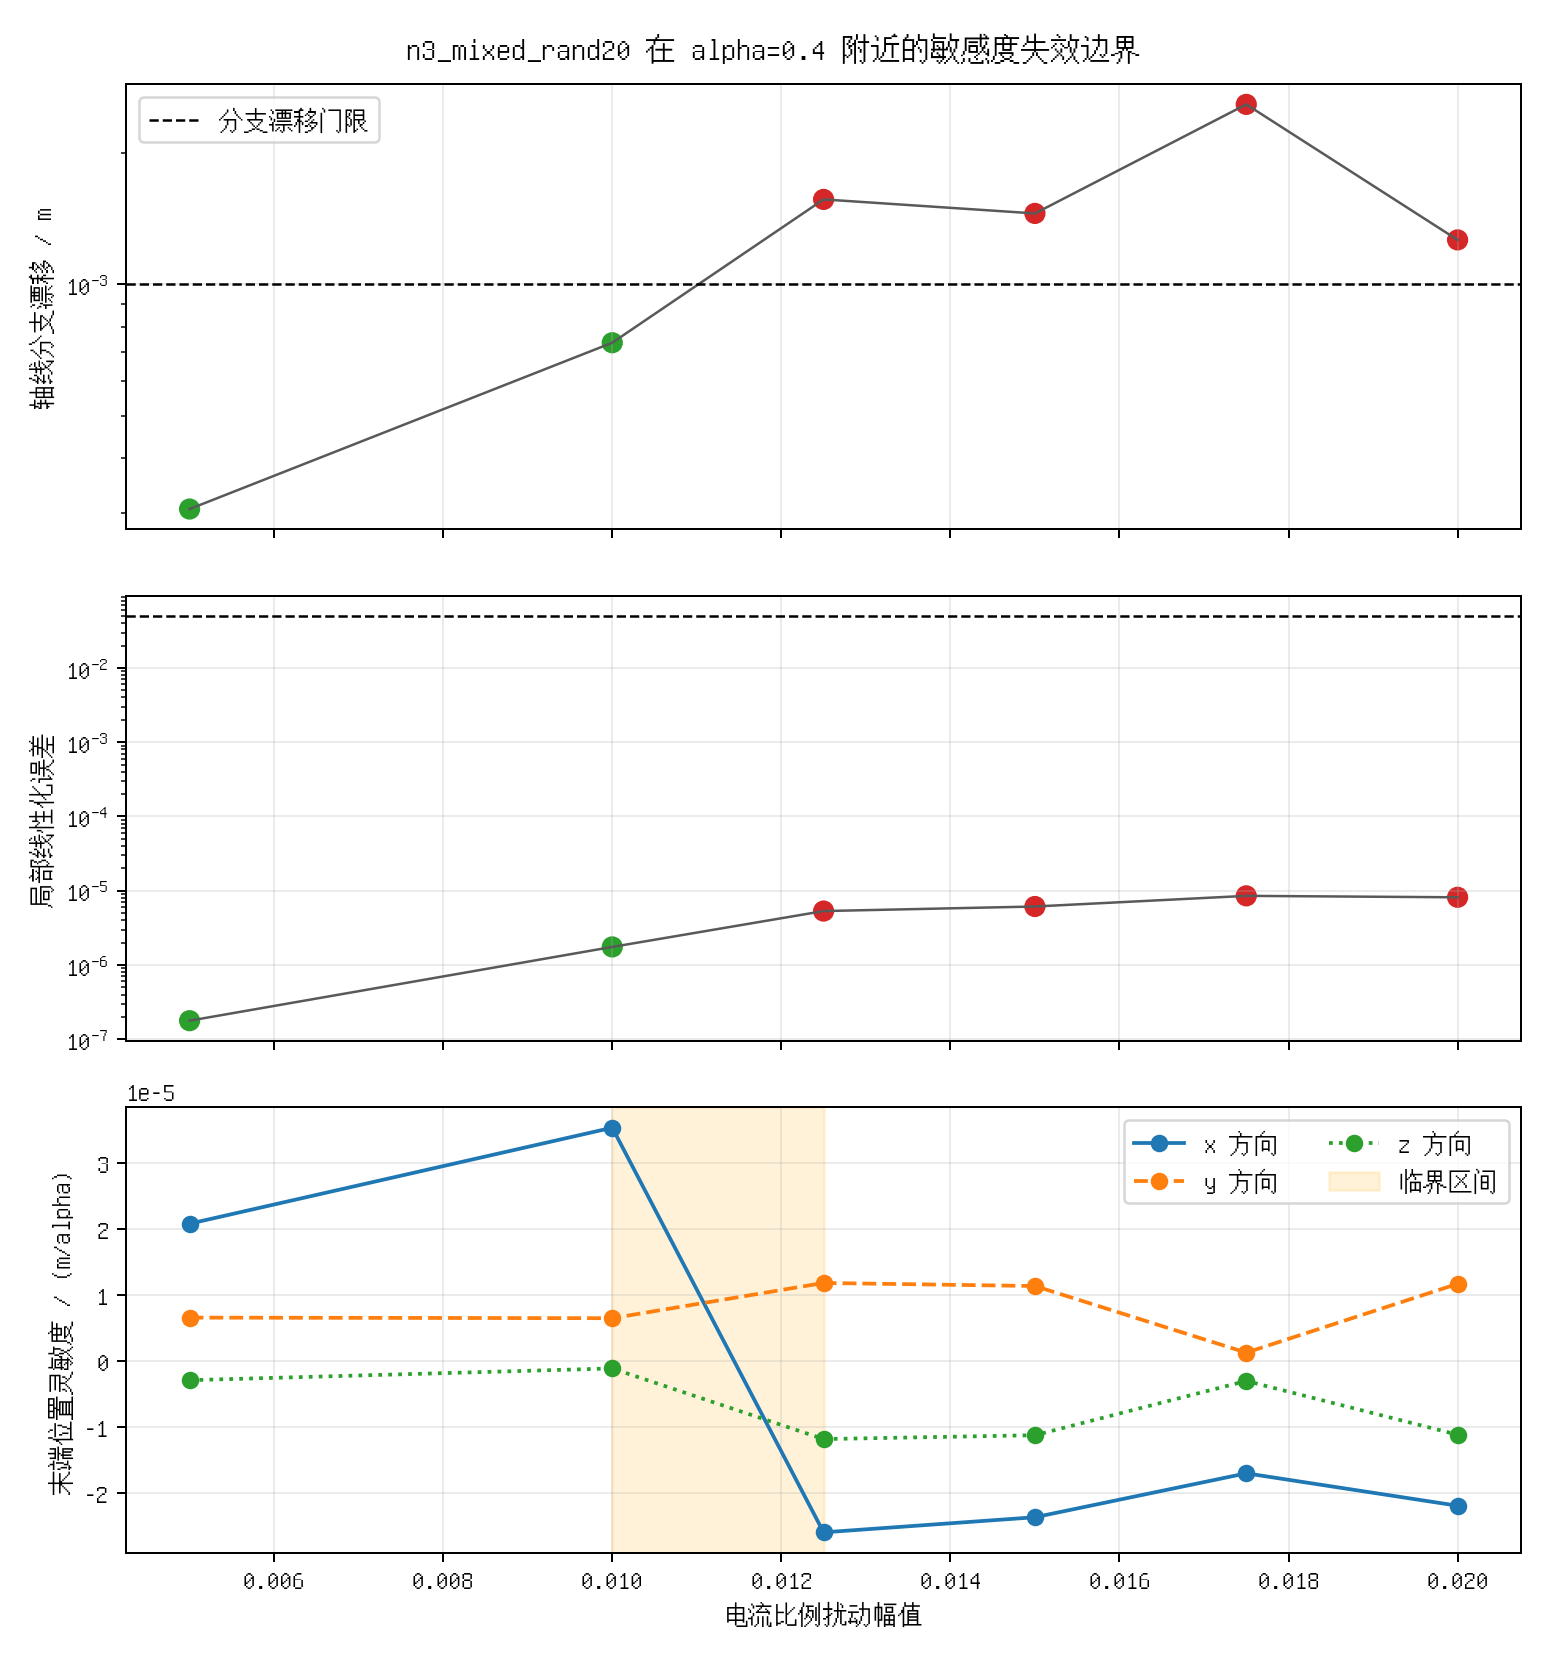 n3_mixed_rand20 在 alpha=0.4 附近的敏感度失效边界
分支漂移门限
轴线分支漂移 / m
10⁻³
局部线性化误差
10⁻²
10⁻³
10⁻⁴
10⁻⁵
10⁻⁶
10⁻⁷
1e-5
x 方向
y 方向
z 方向
临界区间
末端位置灵敏度 / (m/alpha)
3
2
1
0
-1
-2
0.006 0.008 0.010 0.012 0.014 0.016 0.018 0.020
电流比例扰动幅值